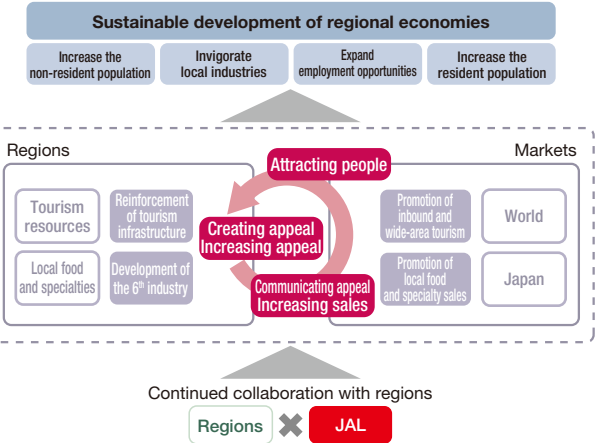 Sustainable development of regional economies
Increase the
non-resident population
Invigorate
local industries
Expand
employment opportunities
Increase the
resident population
Regions
Markets
Attracting people
Tourism
resources
Reinforcement
of tourism
infrastructure
Creating appeal
Increasing appeal
Promotion of
inbound and
wide-area tourism
World
Local food
and specialties
Development of
the 6th industry
Communicating appeal
Increasing sales
Promotion of
local food
and specialty sales
Japan
Continued collaboration with regions
Regions
JAL